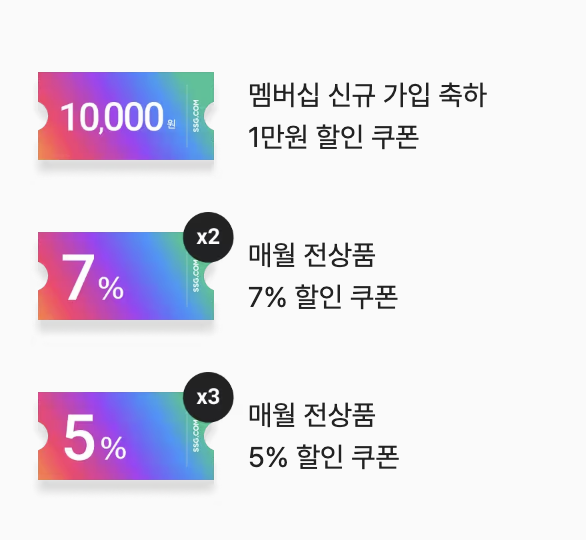 10,000원
SSG.COM
멤버십 신규 가입 축하
1만원 할인 쿠폰
x2
7%
SSG.COM
매월 전상품
7% 할인 쿠폰
x3
5%
SSG.COM
매월 전상품
5% 할인 쿠폰